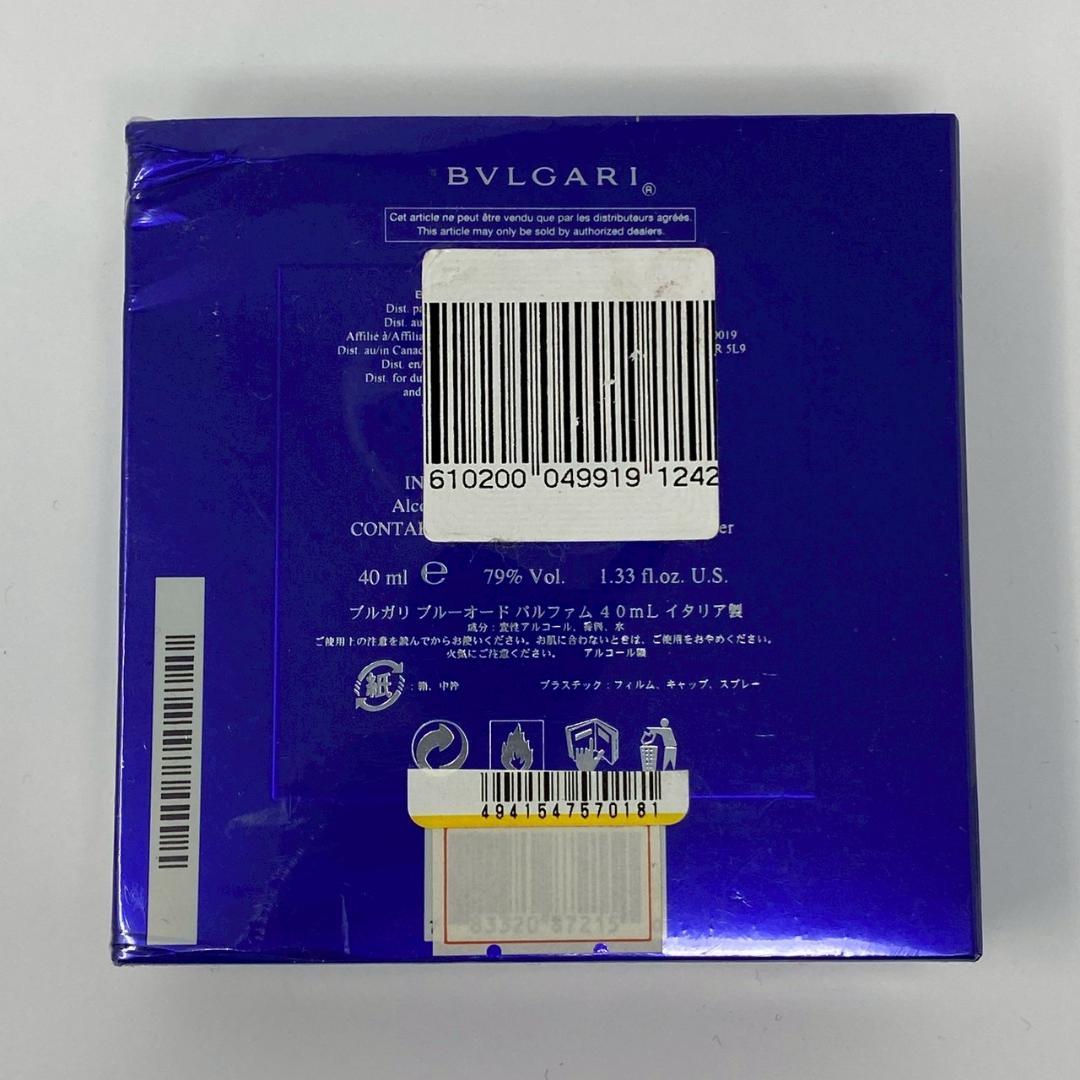 BVLGARI®
Cet article ne peut être vendu que par les distributeurs agréés.
This article may only be sold by authorized dealers.
Dist.
Dist. au
Affilié à/Affilia 0019
Dist. au/in Canad R 5L9
Dist. en/
Dist. for du
and
610200 049919 1242
IN
Alco
CONTA er
40 ml ℮ 79% Vol. 1.33 fl.oz. U.S.
ブルガリ ブルーオード パルファム 40mL イタリア製
成分：変性アルコール、香料、水
ご使用上の注意を読んでからお使いください。お肌に合わないときは、ご使用をおやめください。
火気にご注意ください。 アルコール類
紙：箱、中枠 プラスチック：フィルム、キャップ、スプレー
4941547570181
7 83320 87215